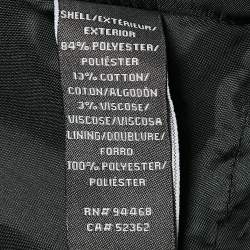 SHELL/EXTÉRIEUR/
EXTERIOR
84% POLYESTER/
POLIÉSTER
13% COTTON/
COTON/ALGODÓN
3% VISCOSE/
VISCOSE/VISCOSA
LINING/DOUBLURE/
FORRO
100% POLYESTER/
POLIÉSTER
RN# 94468
CA# 52362